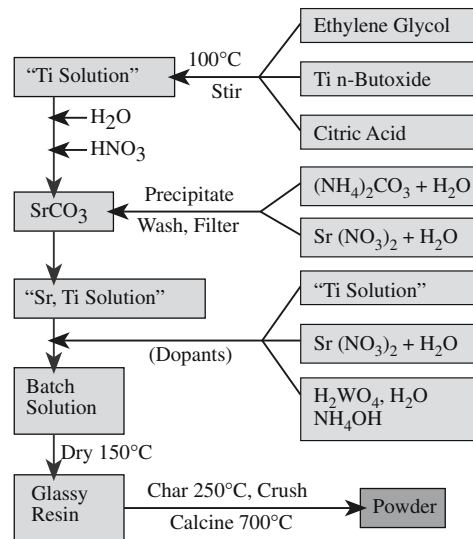 Ethylene Glycol
100°C
"Ti Solution"
Ti n-Butoxide
Stir
H₂O
Citric Acid
HNO₃
Precipitate
(NH₄)₂CO₃ + H₂O
SrCO₃
Wash, Filter
Sr (NO₃)₂ + H₂O
"Sr, Ti Solution"
"Ti Solution"
(Dopants)
Sr (NO₃)₂ + H₂O
Batch
Solution
H₂WO₄, H₂O
NH₄OH
Dry 150°C
Glassy
Resin
Char 250°C, Crush
Calcine 700°C
Powder